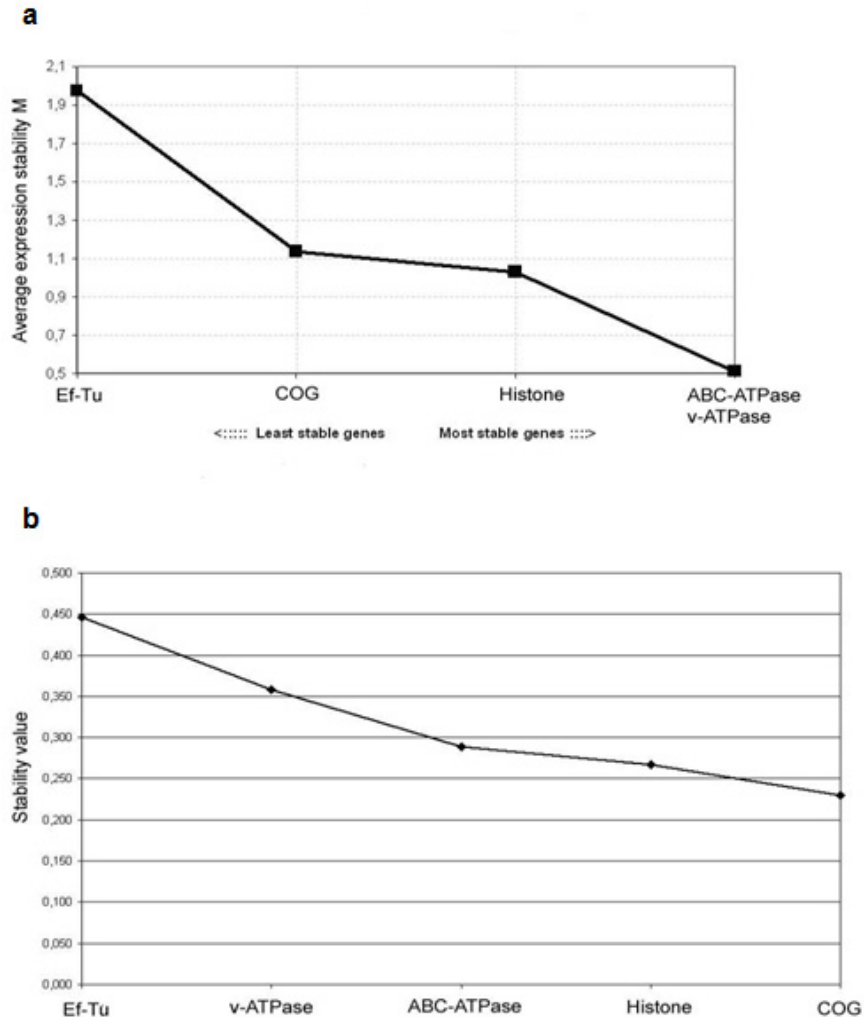 a
Average expression stability M
2,1
1,9
1,7
1,5
1,3
1,1
0,9
0,7
0,5
Ef-Tu COG Histone ABC-ATPase
v-ATPase
<::::: Least stable genes Most stable genes ::::>
b
Stability value
0,500
0,450
0,400
0,350
0,300
0,250
0,200
0,150
0,100
0,050
0,000
Ef-Tu v-ATPase ABC-ATPase Histone COG